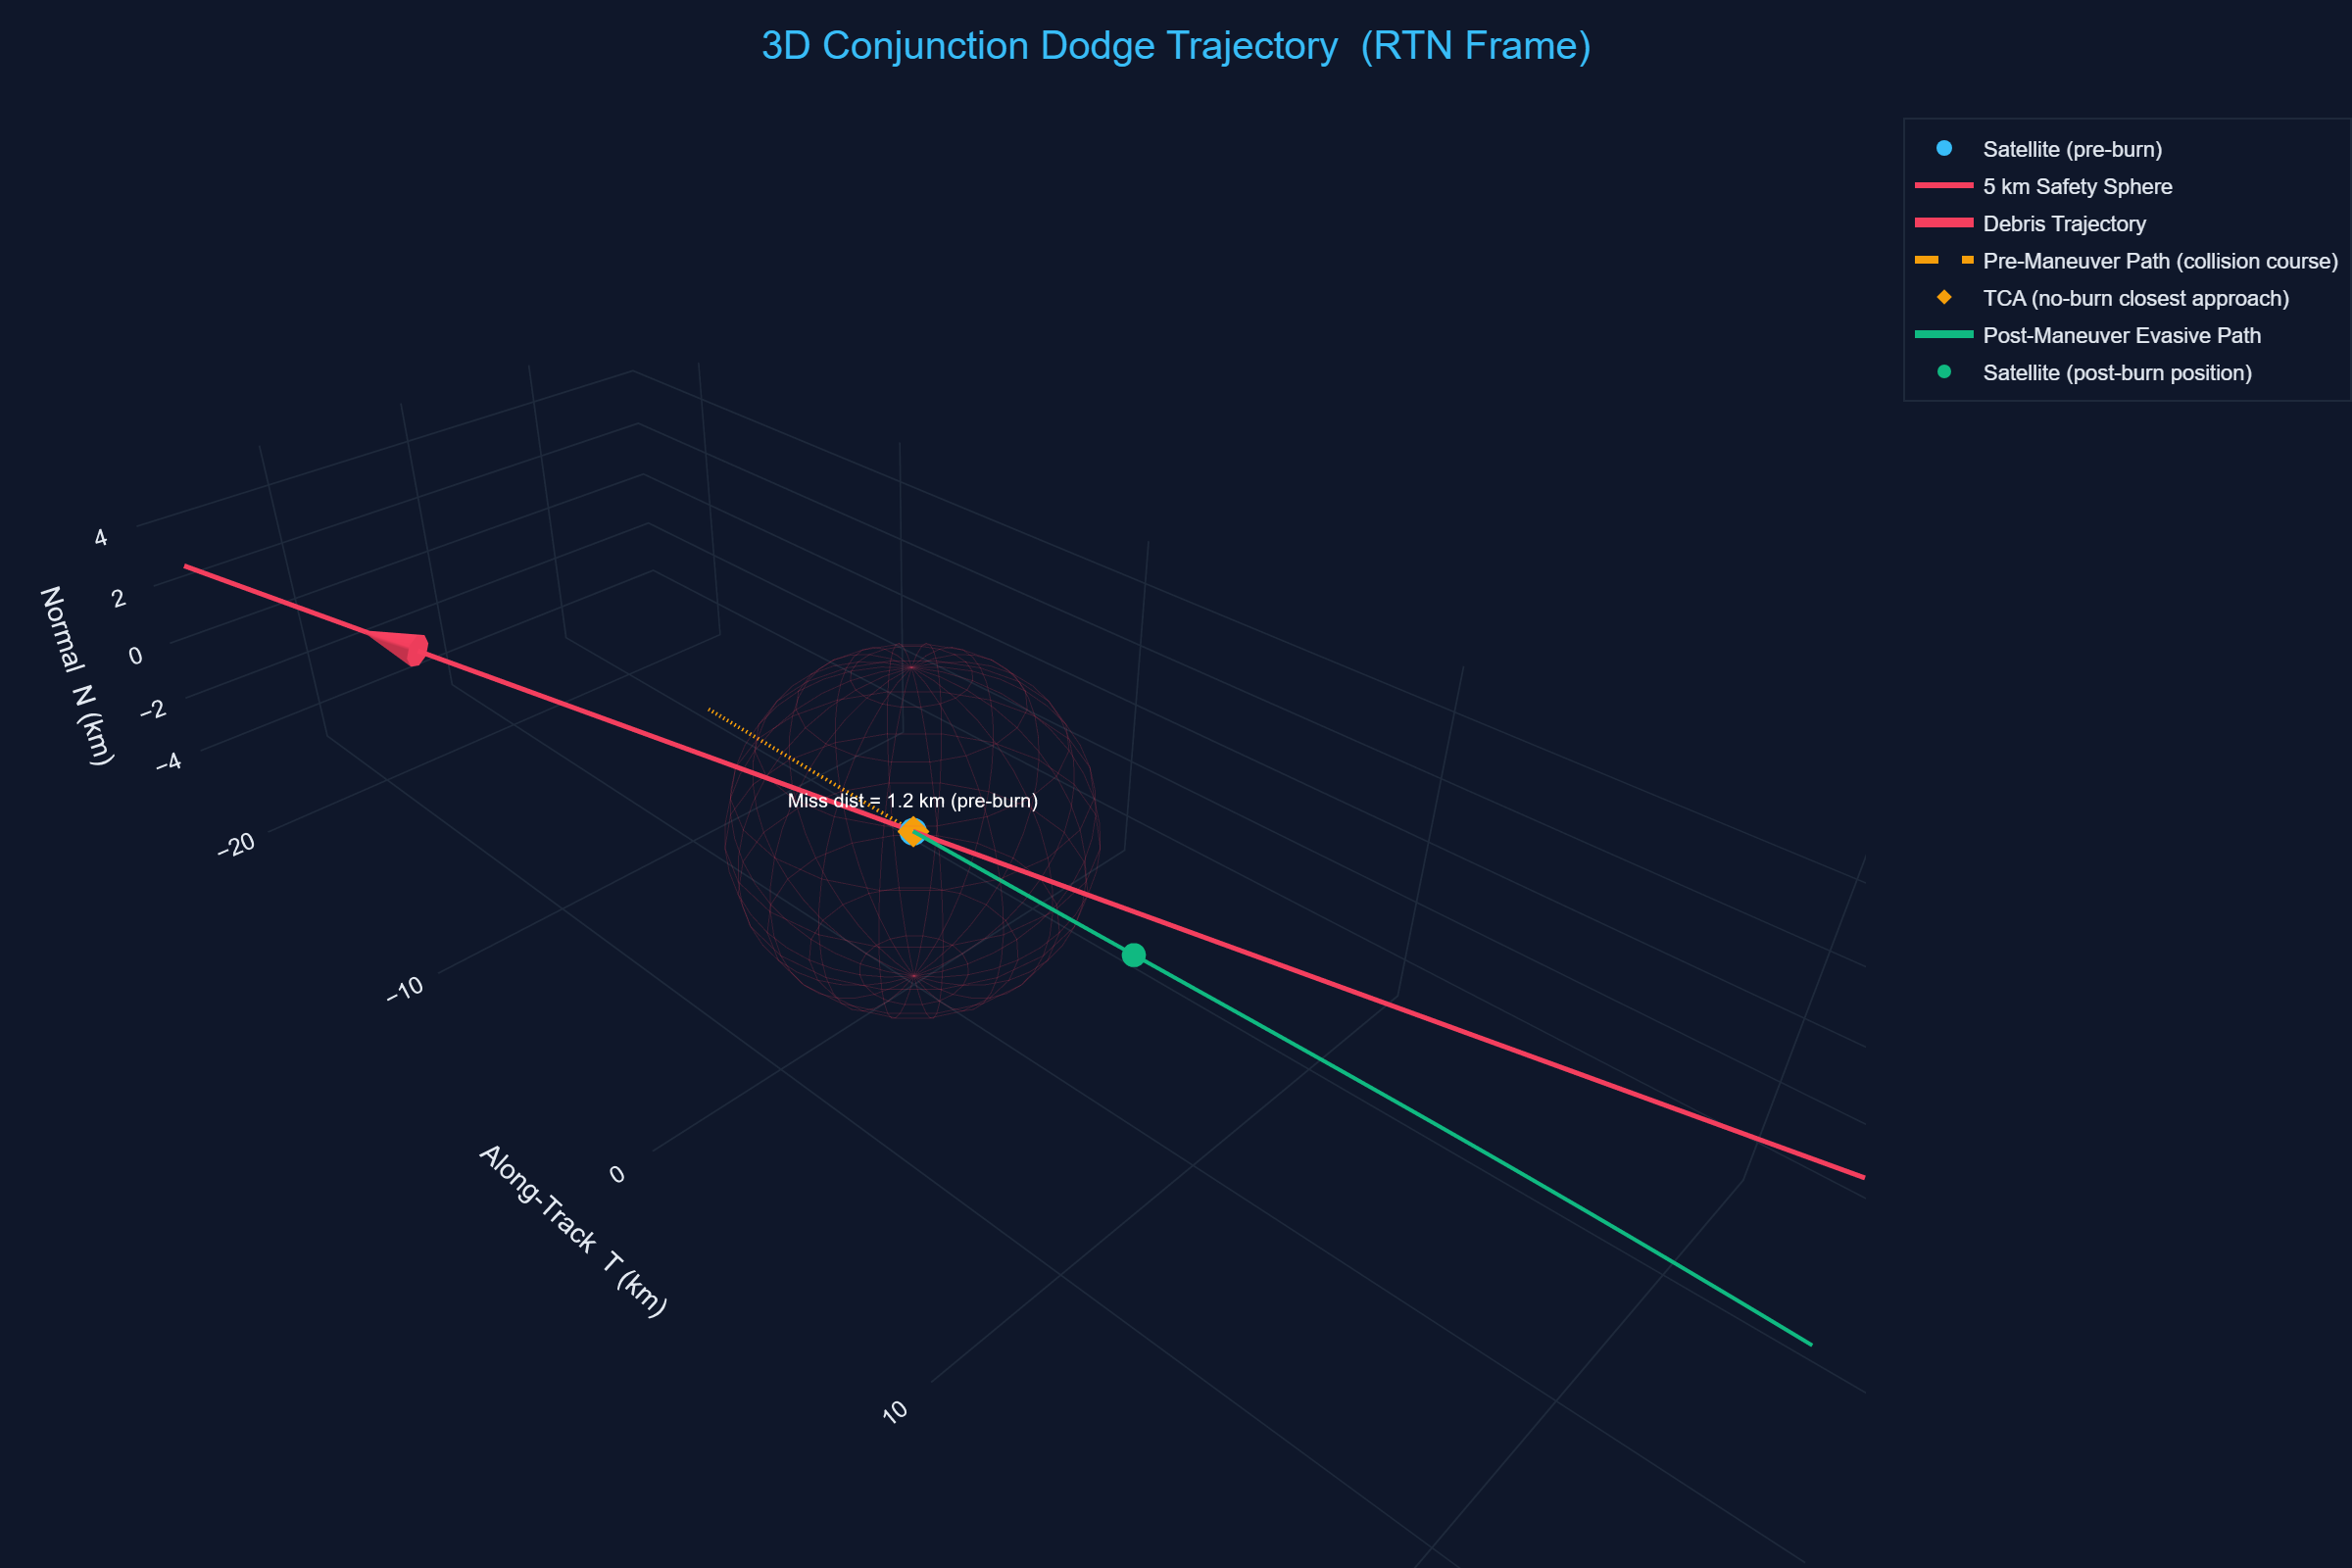 3D Conjunction Dodge Trajectory  (RTN Frame)
Satellite (pre-burn)
5 km Safety Sphere
Debris Trajectory
Pre-Maneuver Path (collision course)
TCA (no-burn closest approach)
Post-Maneuver Evasive Path
Satellite (post-burn position)
4
2
0
−2
−4
Normal  N (km)
Miss dist = 1.2 km (pre-burn)
−20
−10
0
10
Along-Track  T (km)